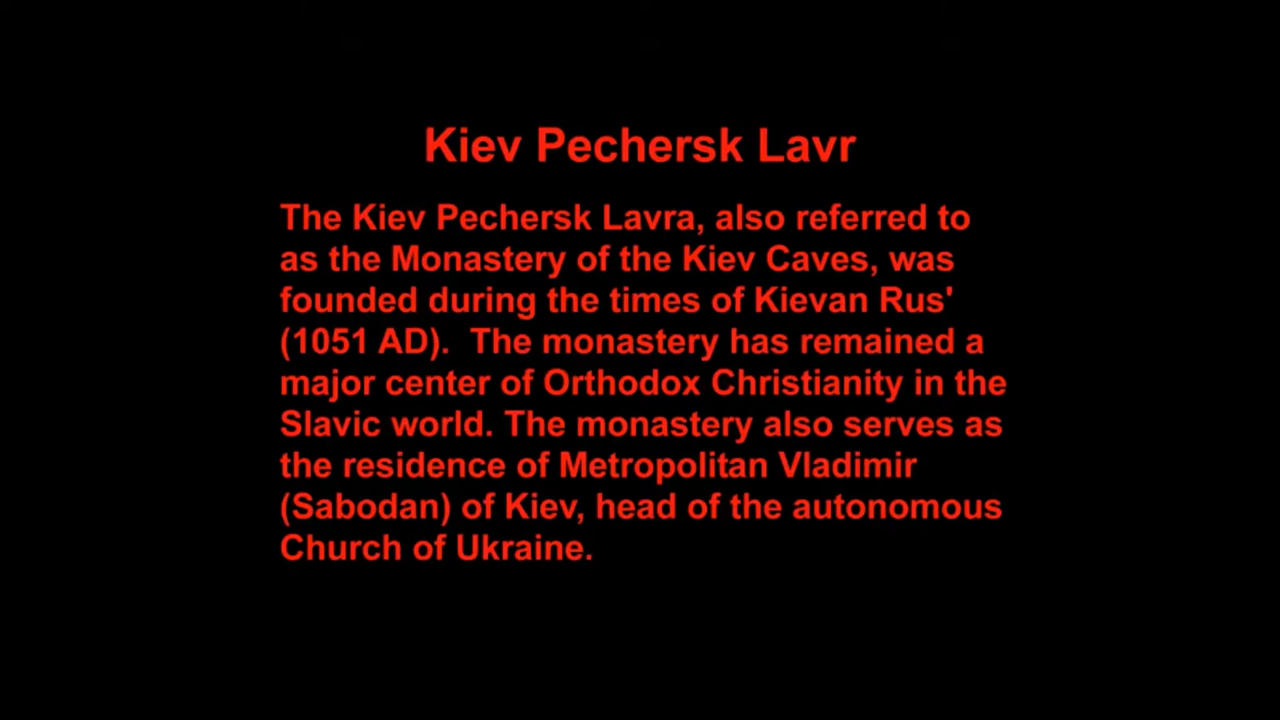 Kiev Pechersk Lavr
The Kiev Pechersk Lavra, also referred to
as the Monastery of the Kiev Caves, was
founded during the times of Kievan Rus'
(1051 AD).  The monastery has remained a
major center of Orthodox Christianity in the
Slavic world. The monastery also serves as
the residence of Metropolitan Vladimir
(Sabodan) of Kiev, head of the autonomous
Church of Ukraine.